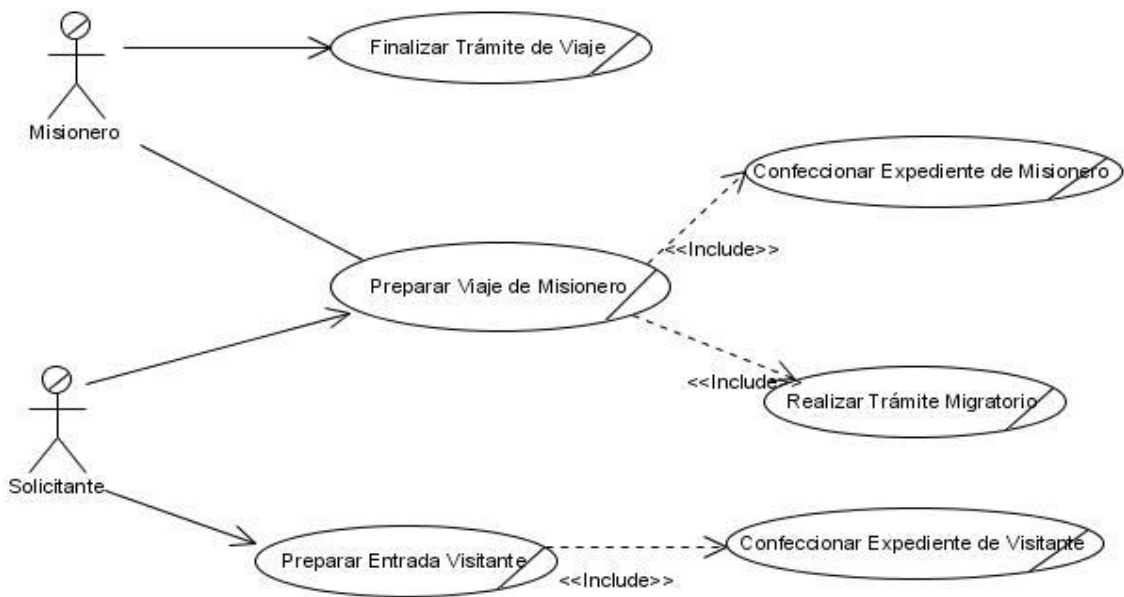 Finalizar Trámite de Viaje
Misionero
Confeccionar Expediente de Misionero
<<Include>>
Preparar Viaje de Misionero
<<Include>>
Realizar Trámite Migratorio
Solicitante
Preparar Entrada Visitante
Confeccionar Expediente de Visitante
<<Include>>